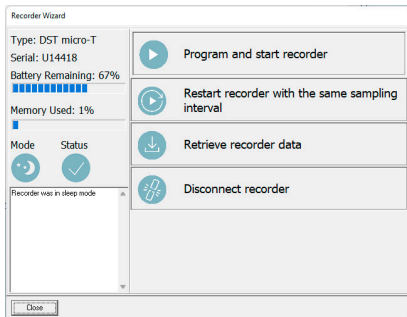 Recorder Wizard
Type: DST micro-T
Serial: U14418
Battery Remaining: 67%
Memory Used: 1%
Mode Status
Recorder was in sleep mode
Program and start recorder
Restart recorder with the same sampling
interval
Retrieve recorder data
Disconnect recorder
Close